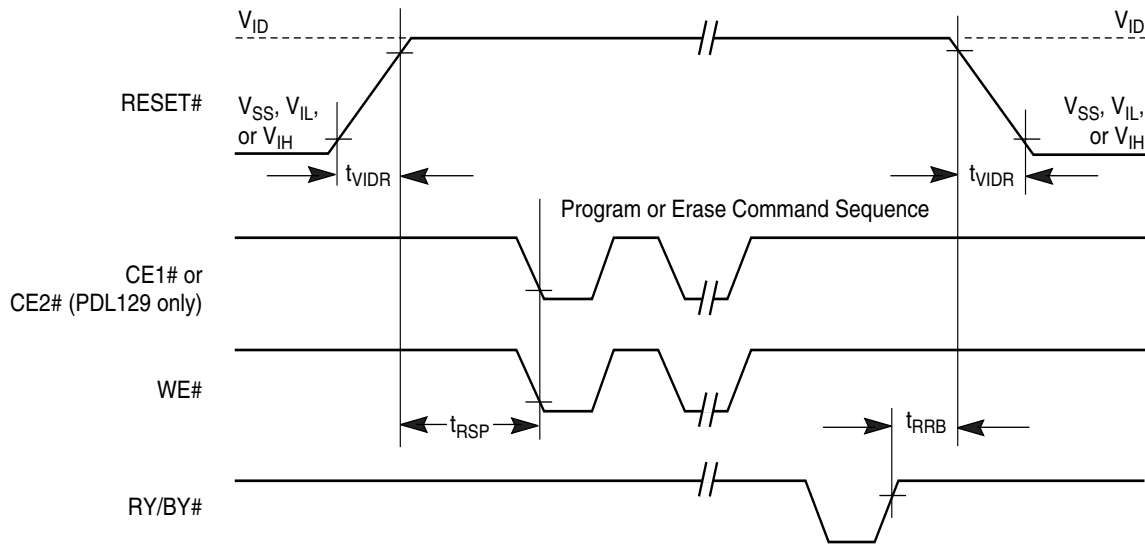 V_ID
V_ID
RESET#
V_SS, V_IL,
or V_IH
V_SS, V_IL,
or V_IH
t_VIDR
t_VIDR
Program or Erase Command Sequence
CE1# or
CE2# (PDL129 only)
WE#
t_RSP
t_RRB
RY/BY#